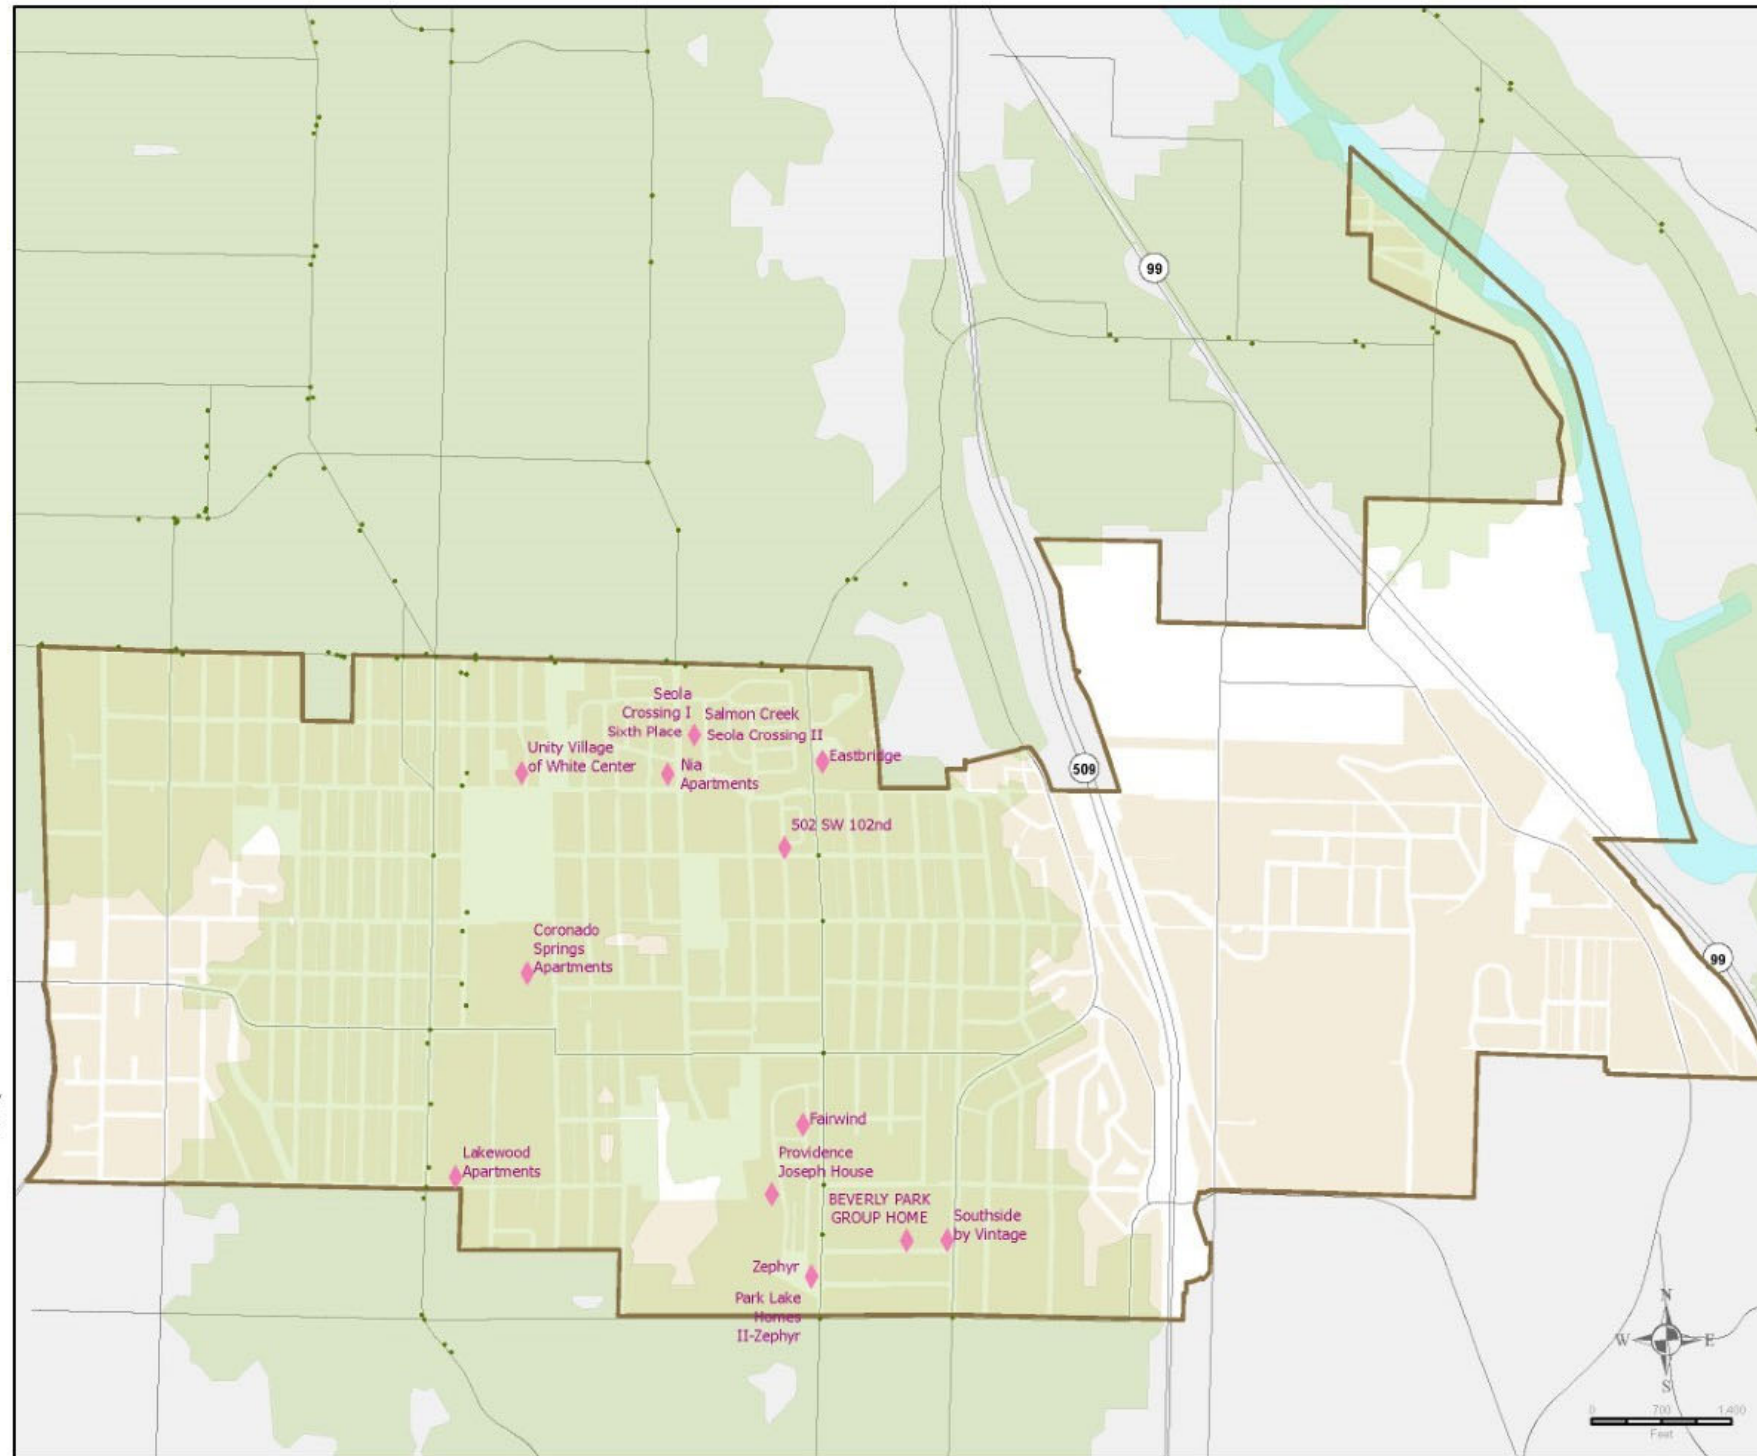 99
Seola
Crossing I
Salmon Creek
Sixth Place
Seola Crossing II
Unity Village
of White Center
Nia
Apartments
Eastbridge
509
502 SW 102nd
Coronado
Springs
Apartments
99
Fairwind
Lakewood
Apartments
Providence
Joseph House
BEVERLY PARK
GROUP HOME
Southside
by Vintage
Zephyr
Park Lake
Homes
II-Zephyr
N
W E
S
0 700 1,400
Feet